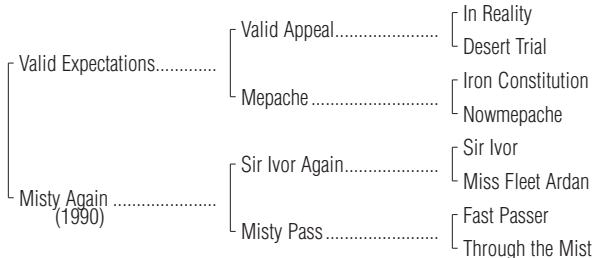 In Reality
Valid Appeal........................
Desert Trial
Valid Expectations.............
Iron Constitution
Mepache .............................
Nowmepache
Sir Ivor
Sir Ivor Again......................
Miss Fleet Ardan
Misty Again ......................
(1990)
Fast Passer
Misty Pass ..........................
Through the Mist